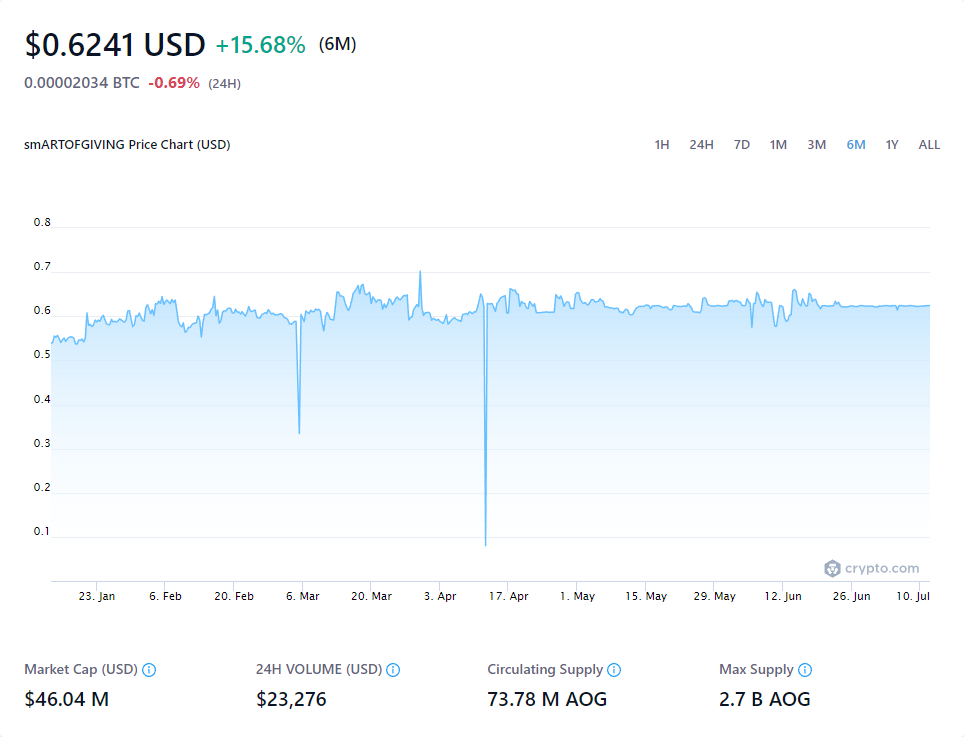 $0.6241 USD +15.68% (6M)
0.00002034 BTC -0.69% (24H)
smARTOFGIVING Price Chart (USD) 1H 24H 7D 1M 3M 6M 1Y ALL
0.8
0.7
0.6
0.5
0.4
0.3
0.2
0.1
crypto.com
23. Jan 6. Feb 20. Feb 6. Mar 20. Mar 3. Apr 17. Apr 1. May 15. May 29. May 12. Jun 26. Jun 10. Jul
Market Cap (USD) 24H VOLUME (USD) Circulating Supply Max Supply
$46.04 M $23,276 73.78 M AOG 2.7 B AOG